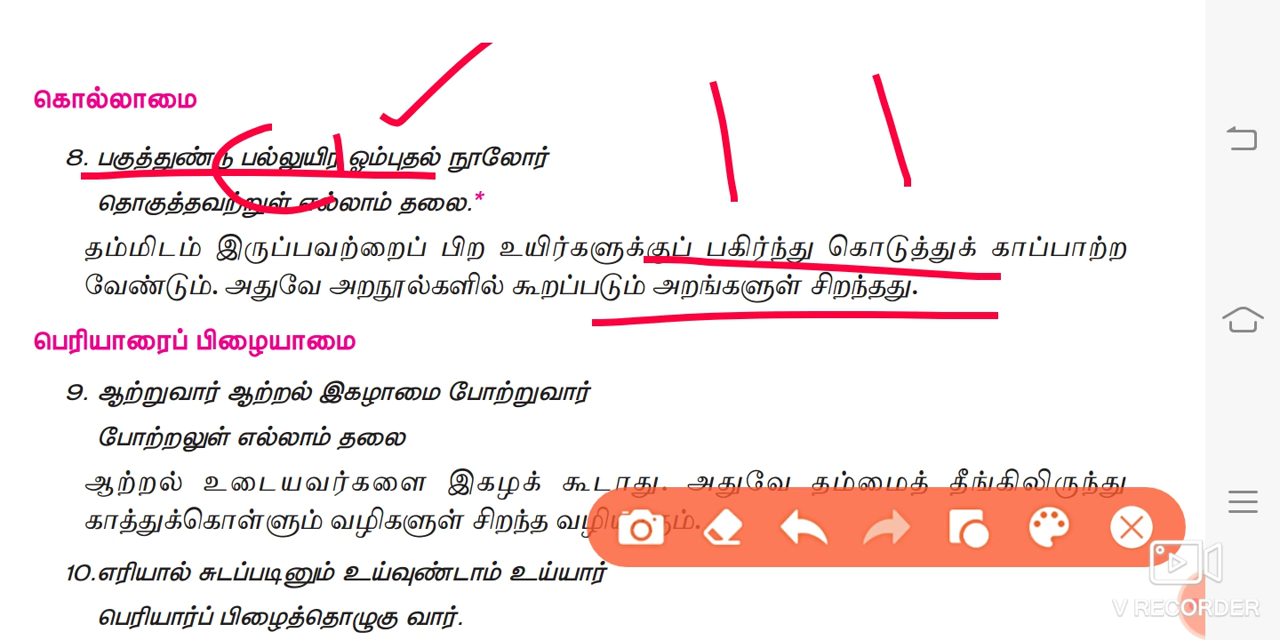 கொல்லாமை
8. பகுத்துண்டு பல்லுயிர் ஓம்புதல் நூலோர்
தொகுத்தவற்றுள் எல்லாம் தலை.*
தம்மிடம் இருப்பவற்றைப் பிற உயிர்களுக்குப் பகிர்ந்து கொடுத்துக் காப்பாற்ற
வேண்டும். அதுவே அறநூல்களில் கூறப்படும் அறங்களுள் சிறந்தது.
பெரியாரைப் பிழையாமை
9. ஆற்றுவார் ஆற்றல் இகழாமை போற்றுவார்
போற்றலுள் எல்லாம் தலை
ஆற்றல் உடையவர்களை இகழக் கூடாது. அதுவே தம்மைத் தீங்கிலிருந்து
காத்துக்கொள்ளும் வழிகளுள் சிறந்த
10.எரியால் சுடப்படினும் உய்வுண்டாம் உய்யார்
பெரியார்ப் பிழைத்தொழுகு வார்.
V RECORDER